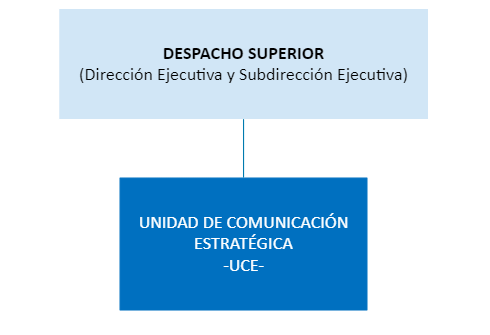 DESPACHO SUPERIOR
(Dirección Ejecutiva y Subdirección Ejecutiva)
UNIDAD DE COMUNICACIÓN
ESTRATÉGICA
-UCE-